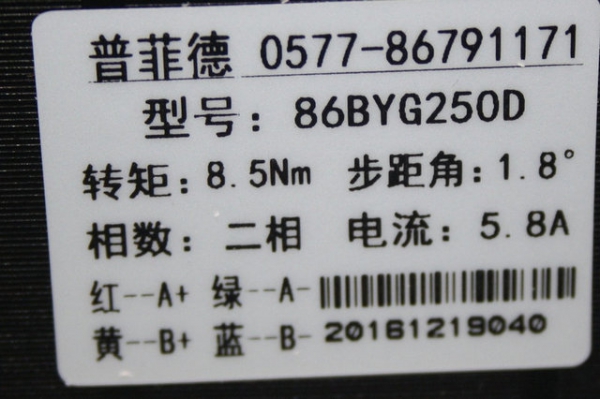 普菲德 0577-86791171
型号：86BYG250D
转矩：8.5Nm 步距角：1.8°
相数：二相 电流：5.8A
红--A+ 绿--A-
黄--B+ 蓝--B- 20161219040